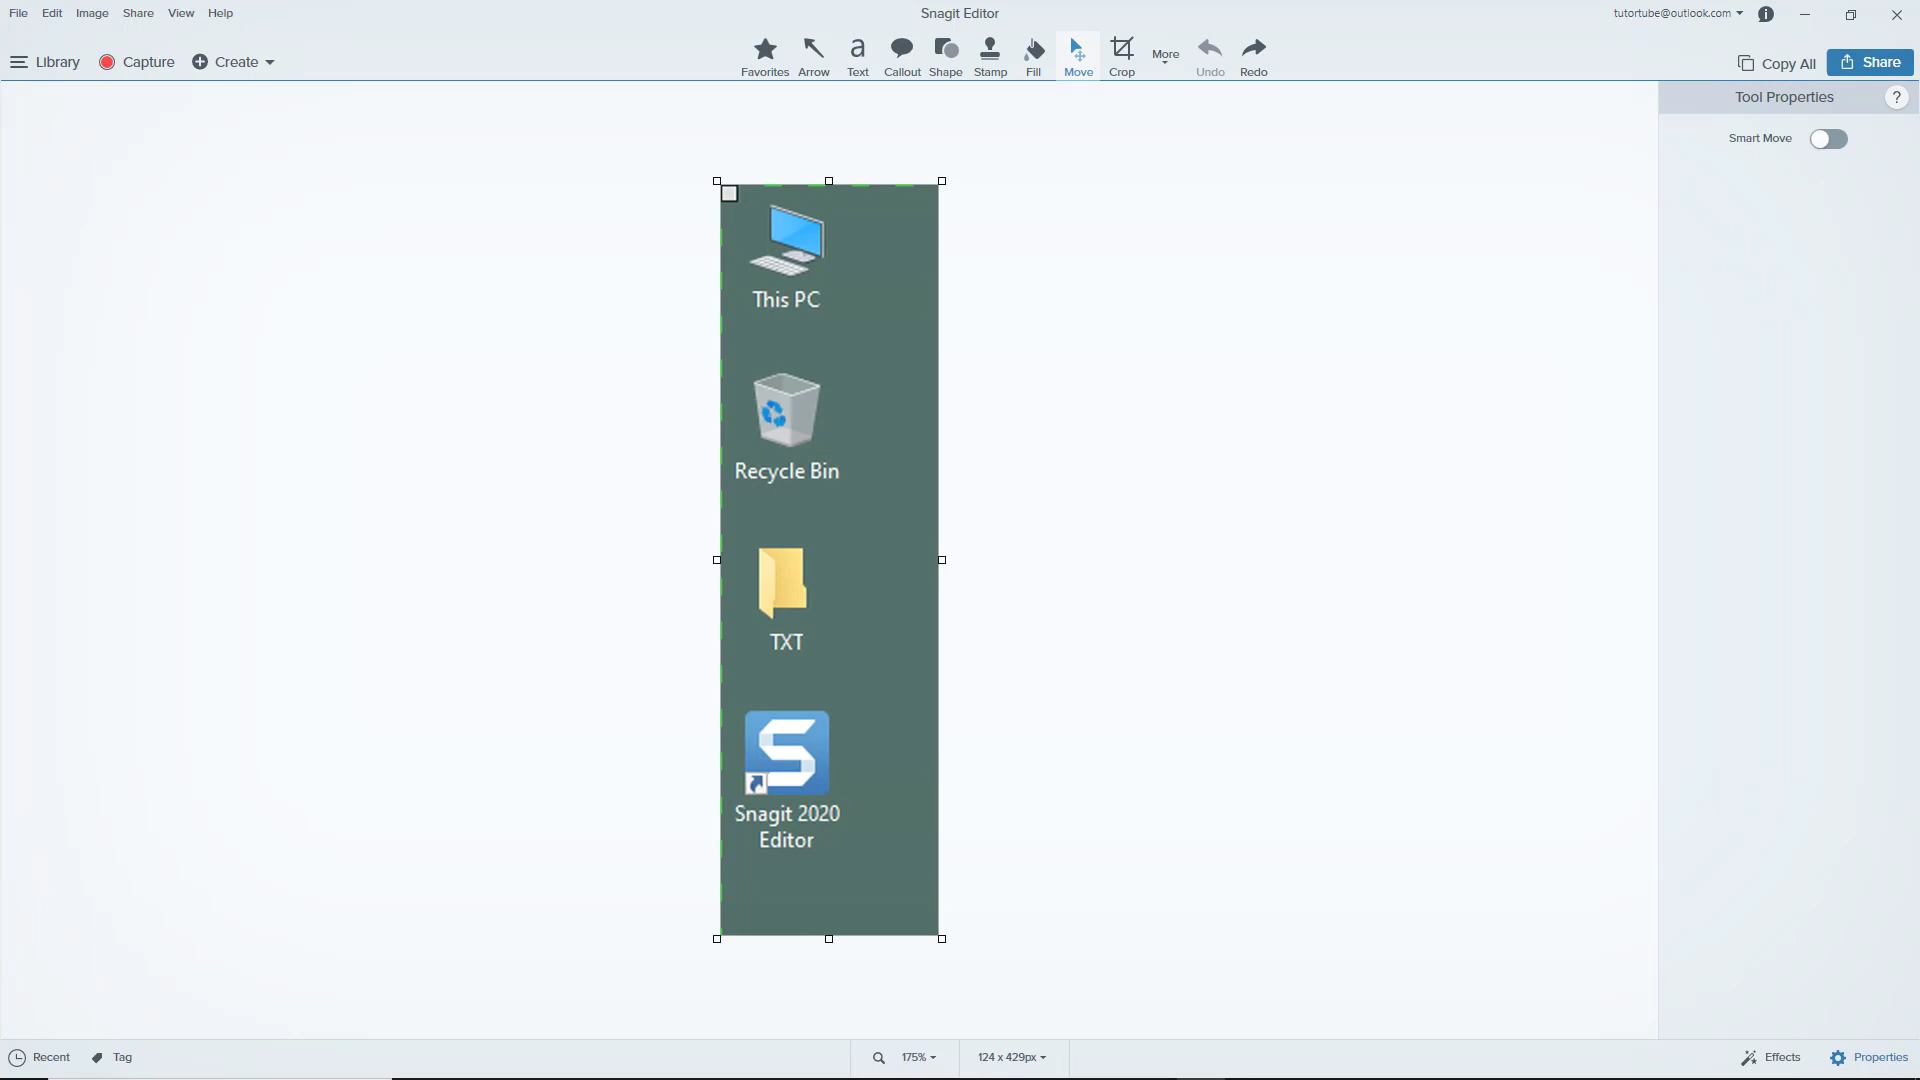 File Edit Image Share View Help
Snagit Editor
tutortube@outlook.com
Library Capture Create
Favorites Arrow Text Callout Shape Stamp Fill Move Crop More Undo Redo
Copy All Share
Tool Properties ?
Smart Move
This PC
Recycle Bin
TXT
Snagit 2020
Editor
Recent Tag
175% 124 x 429px
Effects Properties